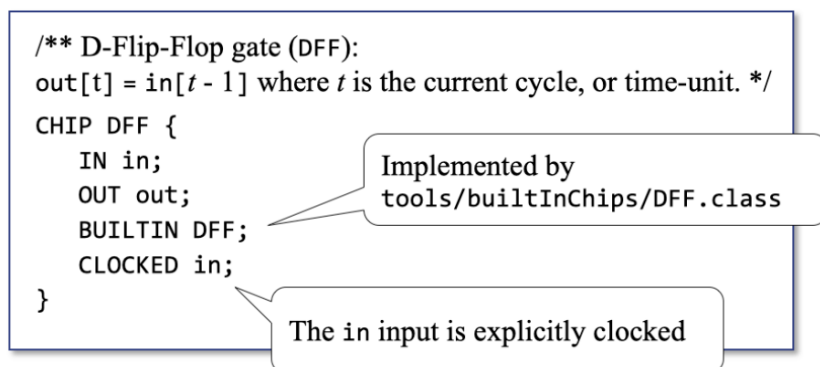 /** D-Flip-Flop gate (DFF):
out[t] = in[t - 1] where t is the current cycle, or time-unit. */
CHIP DFF {
IN in;
OUT out;
BUILTIN DFF;
CLOCKED in;
}
Implemented by
tools/builtInChips/DFF.class
The in input is explicitly clocked